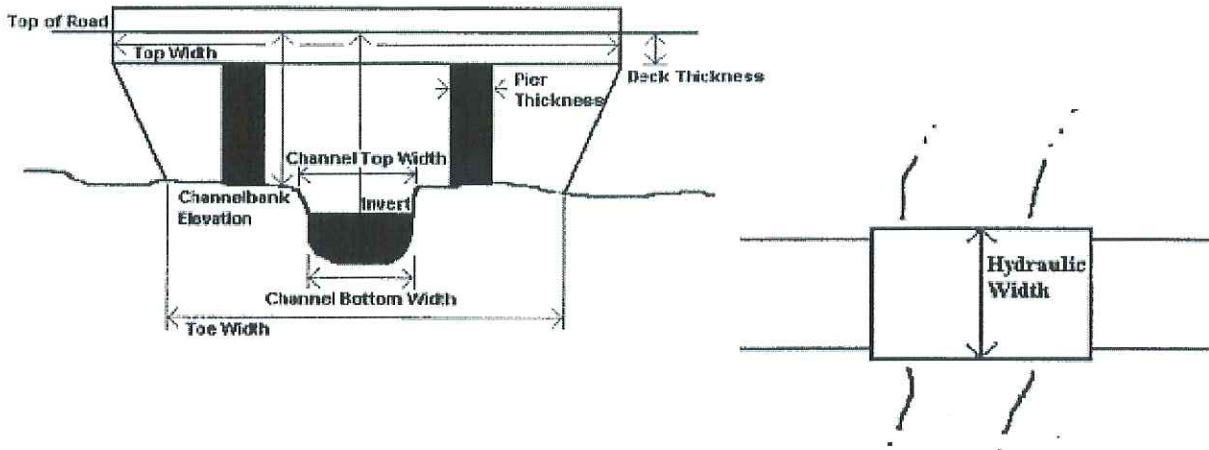 Top of Road
Top Width
Deck Thickness
Pier
Thickness
Channel Top Width
Channelbank
Elevation
Invert
Channel Bottom Width
Toe Width
Hydraulic
Width